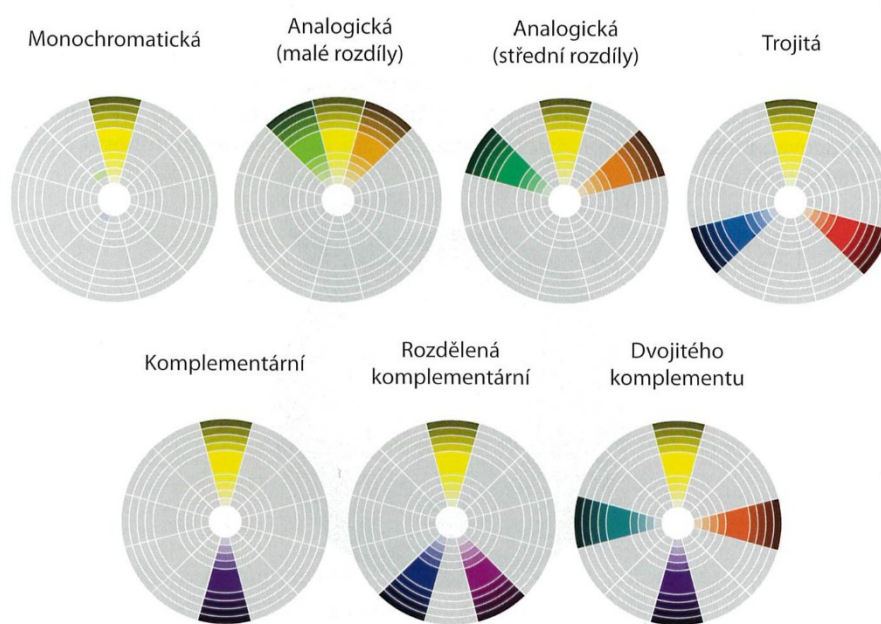 Monochromatická
Analogická
(malé rozdíly)
Analogická
(střední rozdíly)
Trojitá
Komplementární
Rozdělená
komplementární
Dvojitého
komplementu